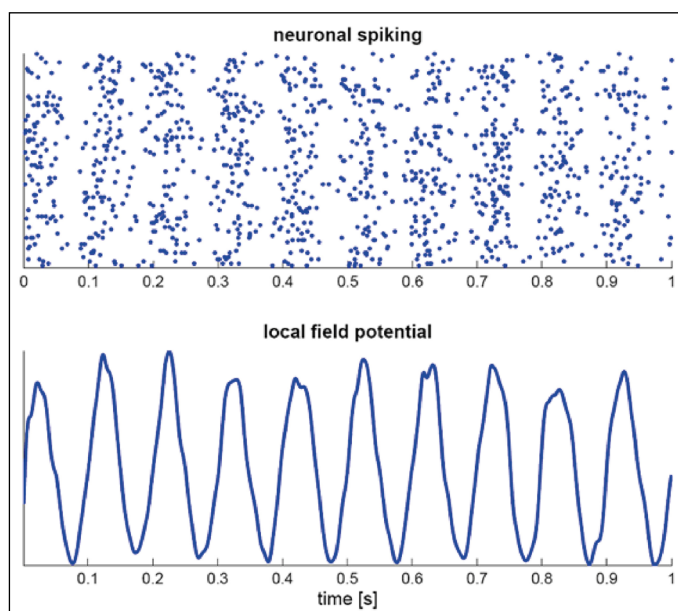 neuronal spiking
0 0.1 0.2 0.3 0.4 0.5 0.6 0.7 0.8 0.9 1
local field potential
0.1 0.2 0.3 0.4 0.5 0.6 0.7 0.8 0.9 1
time [s]